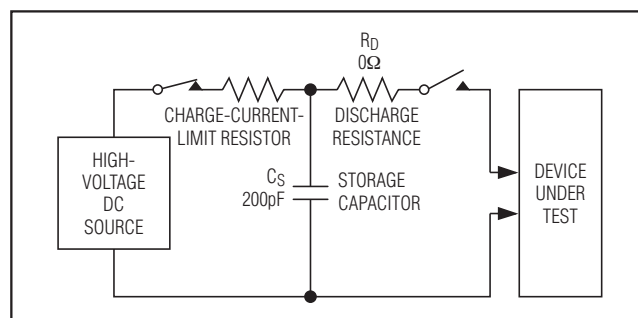 R_D
0Ω
CHARGE-CURRENT-
LIMIT RESISTOR
DISCHARGE
RESISTANCE
HIGH-
VOLTAGE
DC
SOURCE
C_S
200pF
STORAGE
CAPACITOR
DEVICE
UNDER
TEST